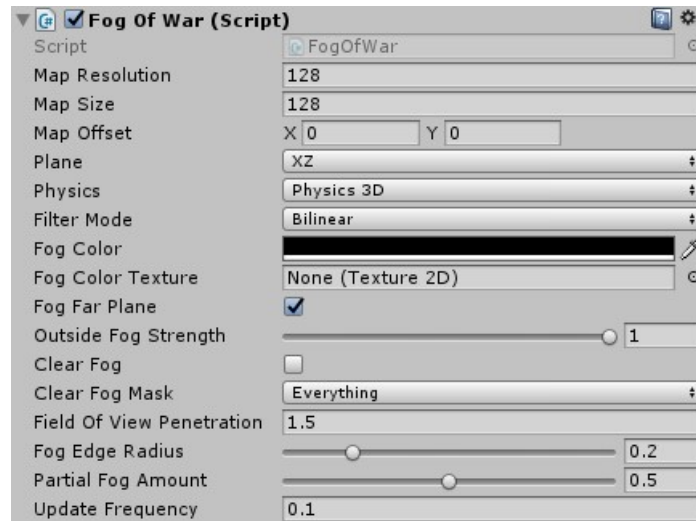 Fog Of War (Script)
Script FogOfWar
Map Resolution 128
Map Size 128
Map Offset X 0 Y 0
Plane XZ
Physics Physics 3D
Filter Mode Bilinear
Fog Color
Fog Color Texture None (Texture 2D)
Fog Far Plane
Outside Fog Strength 1
Clear Fog
Clear Fog Mask Everything
Field Of View Penetration 1.5
Fog Edge Radius 0.2
Partial Fog Amount 0.5
Update Frequency 0.1